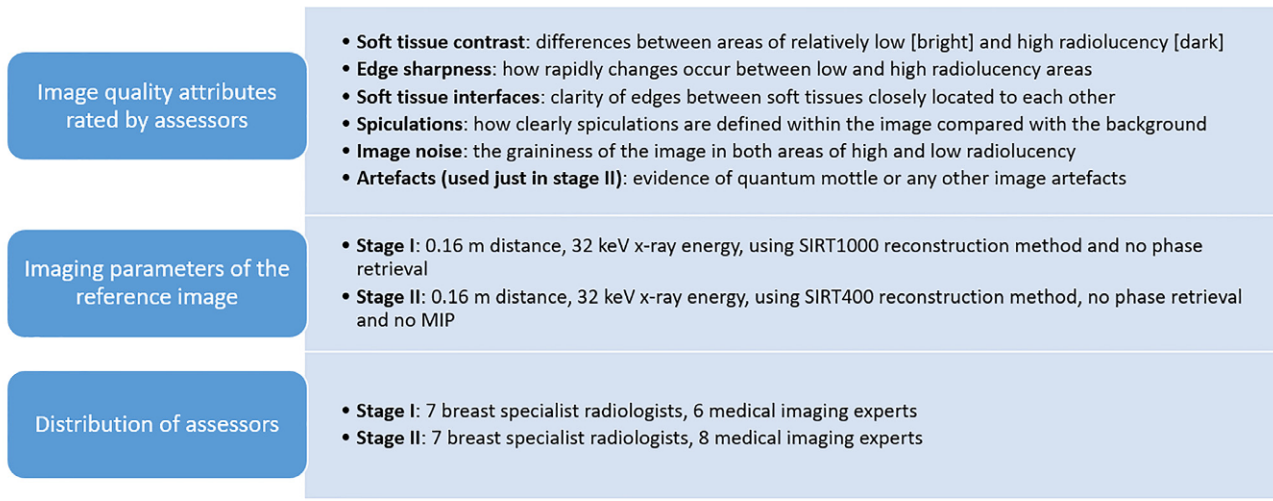 Image quality attributes
rated by assessors
• Soft tissue contrast: differences between areas of relatively low [bright] and high radiolucency [dark]
• Edge sharpness: how rapidly changes occur between low and high radiolucency areas
• Soft tissue interfaces: clarity of edges between soft tissues closely located to each other
• Spiculations: how clearly spiculations are defined within the image compared with the background
• Image noise: the graininess of the image in both areas of high and low radiolucency
• Artefacts (used just in stage II): evidence of quantum mottle or any other image artefacts
Imaging parameters of the
reference image
• Stage I: 0.16 m distance, 32 keV x-ray energy, using SIRT1000 reconstruction method and no phase
retrieval
• Stage II: 0.16 m distance, 32 keV x-ray energy, using SIRT400 reconstruction method, no phase retrieval
and no MIP
Distribution of assessors
• Stage I: 7 breast specialist radiologists, 6 medical imaging experts
• Stage II: 7 breast specialist radiologists, 8 medical imaging experts